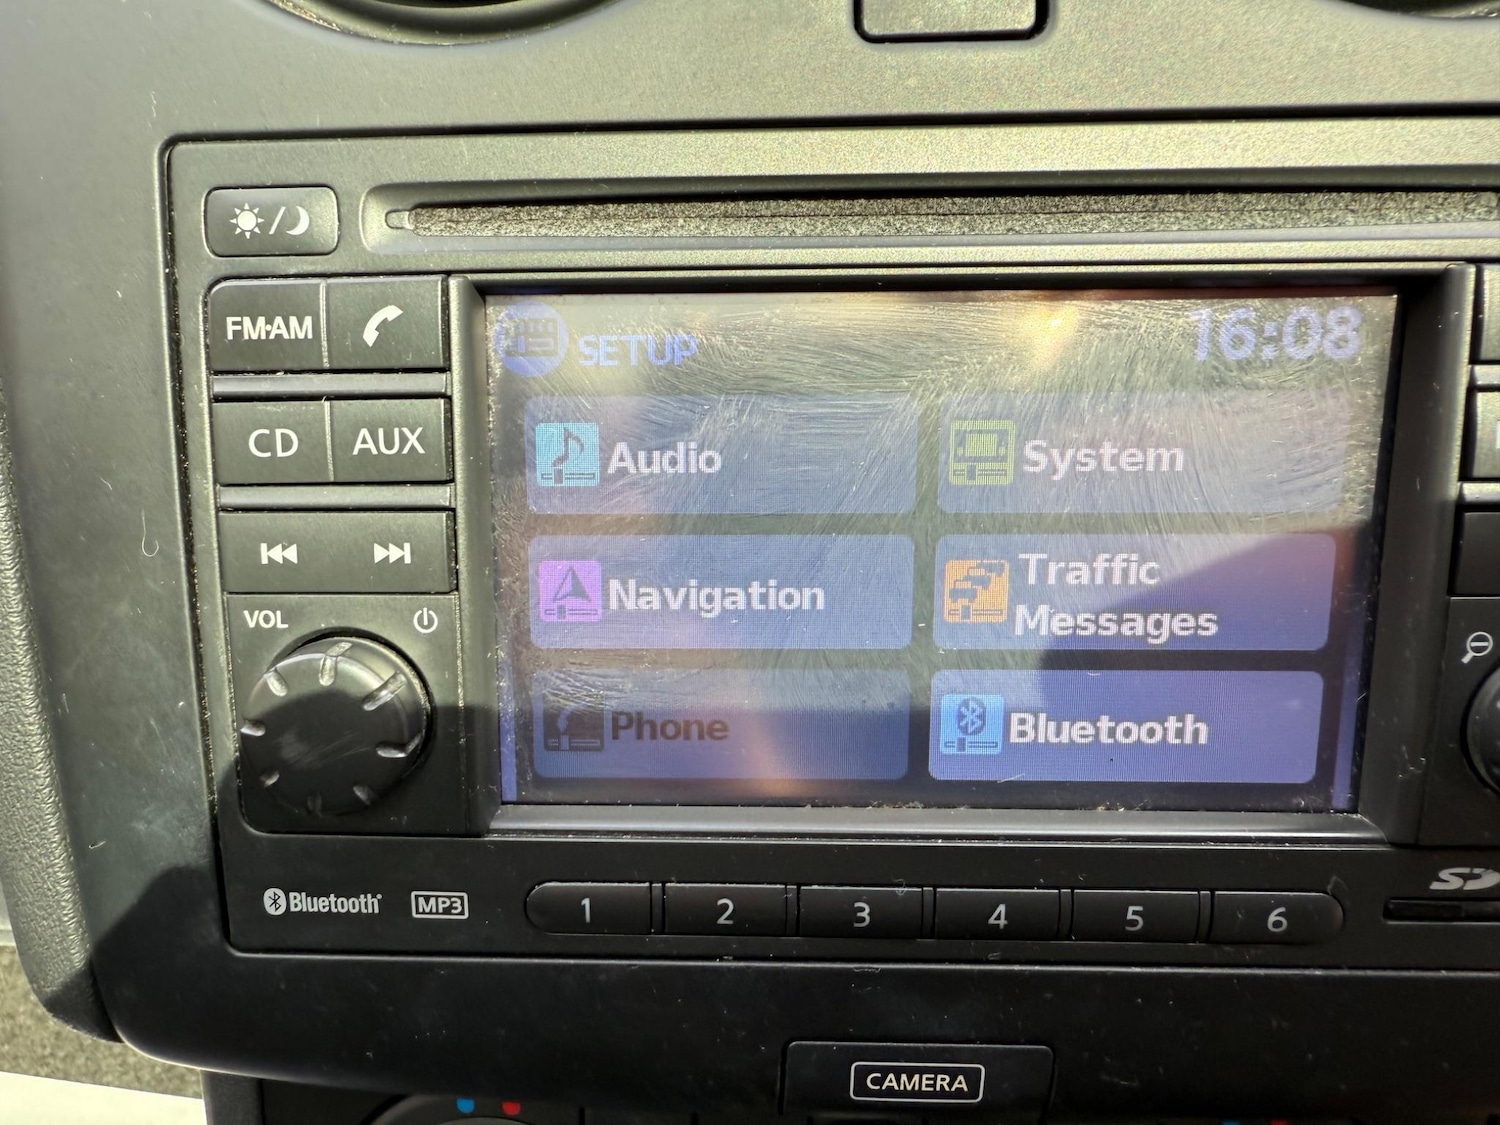 FM·AM
SETUP
16:08
CD
AUX
Audio
System
Navigation
Traffic
Messages
VOL
Phone
Bluetooth
Bluetooth
MP3
1
2
3
4
5
6
CAMERA